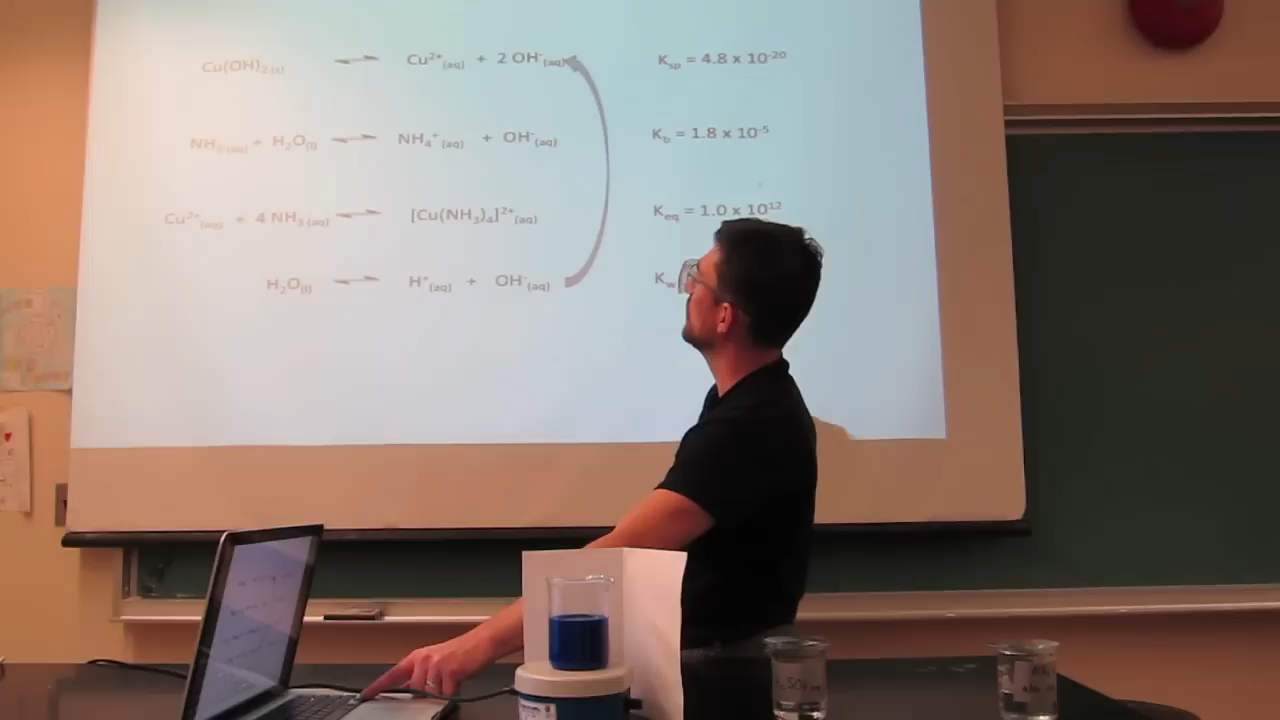 Cu(OH)₂ ₍s₎ ⇌ Cu²⁺(aq) + 2 OH⁻(aq) Ksp = 4.8 x 10⁻²⁰
NH₃ (aq) + H₂O(l) ⇌ NH₄⁺(aq) + OH⁻(aq) Kb = 1.8 x 10⁻⁵
Cu²⁺(aq) + 4 NH₃ (aq) ⇌ [Cu(NH₃)₄]²⁺(aq) Keq = 1.0 x 10¹²
H₂O(l) ⇌ H⁺(aq) + OH⁻(aq) Kw